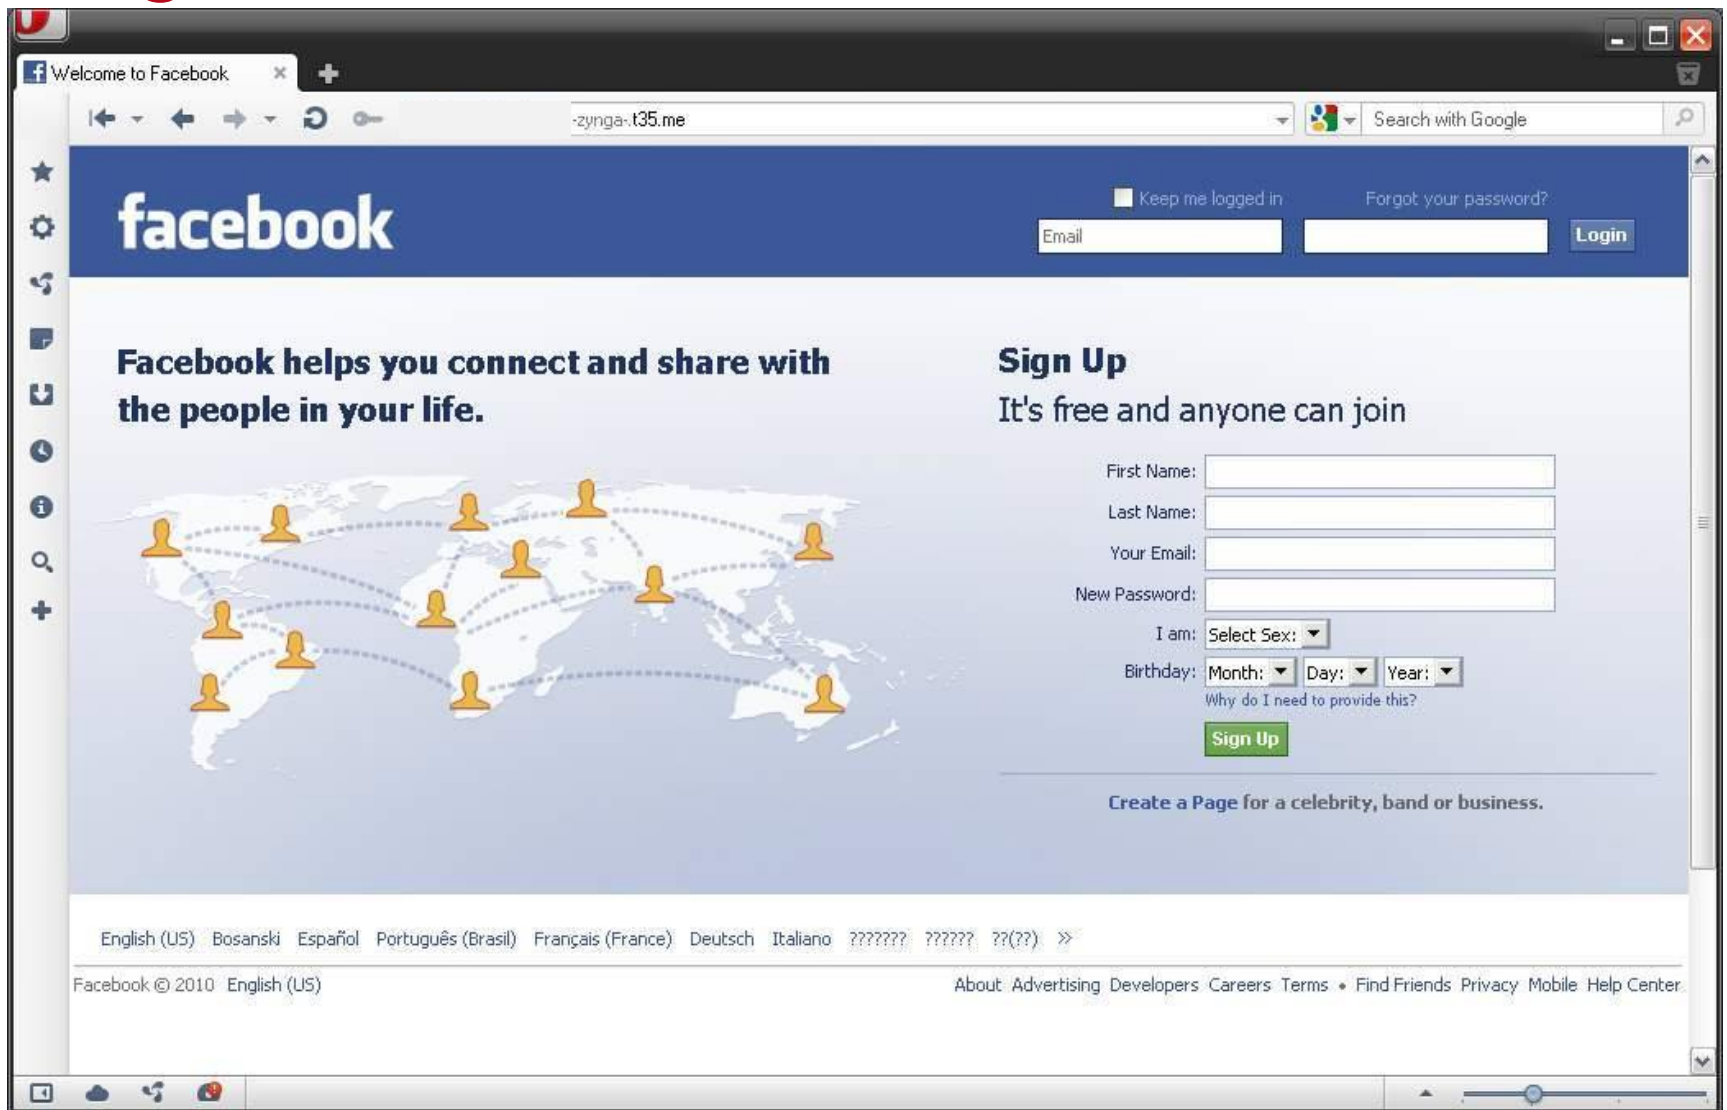 Welcome to Facebook
-zynga-.t35.me
Search with Google
facebook
Keep me logged in
Forgot your password?
Email
Login
Facebook helps you connect and share with
the people in your life.
Sign Up
It's free and anyone can join
First Name:
Last Name:
Your Email:
New Password:
I am: Select Sex:
Birthday: Month: Day: Year:
Why do I need to provide this?
Sign Up
Create a Page for a celebrity, band or business.
English (US) Bosanski Español Português (Brasil) Français (France) Deutsch Italiano ??????? ?????? ??(??) »
Facebook © 2010 English (US)
About Advertising Developers Careers Terms • Find Friends Privacy Mobile Help Center